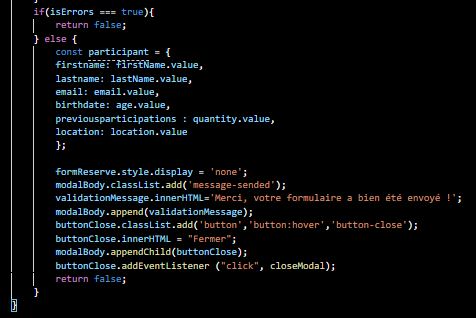 if(isErrors === true){
return false;
} else {
const participant = {
firstname: firstName.value,
lastname: lastName.value,
email: email.value,
birthdate: age.value,
previousparticipations : quantity.value,
location: location.value
};
formReserve.style.display = 'none';
modalBody.classList.add('message-sended');
validationMessage.innerHTML='Merci, votre formulaire a bien été envoyé !';
modalBody.append(validationMessage);
buttonClose.classList.add('button','button:hover','button-close');
buttonClose.innerHTML = "Fermer";
modalBody.appendChild(buttonClose);
buttonClose.addEventListener ("click", closeModal);
return false;
}
}